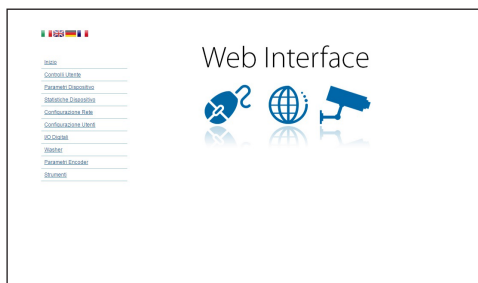 Web Interface
Inizio
Controlli Utente
Parametri Dispositivo
Statistiche Dispositivo
Configurazione Rete
Configurazione Utenti
I/O Digitali
Washer
Parametri Encoder
Strumenti